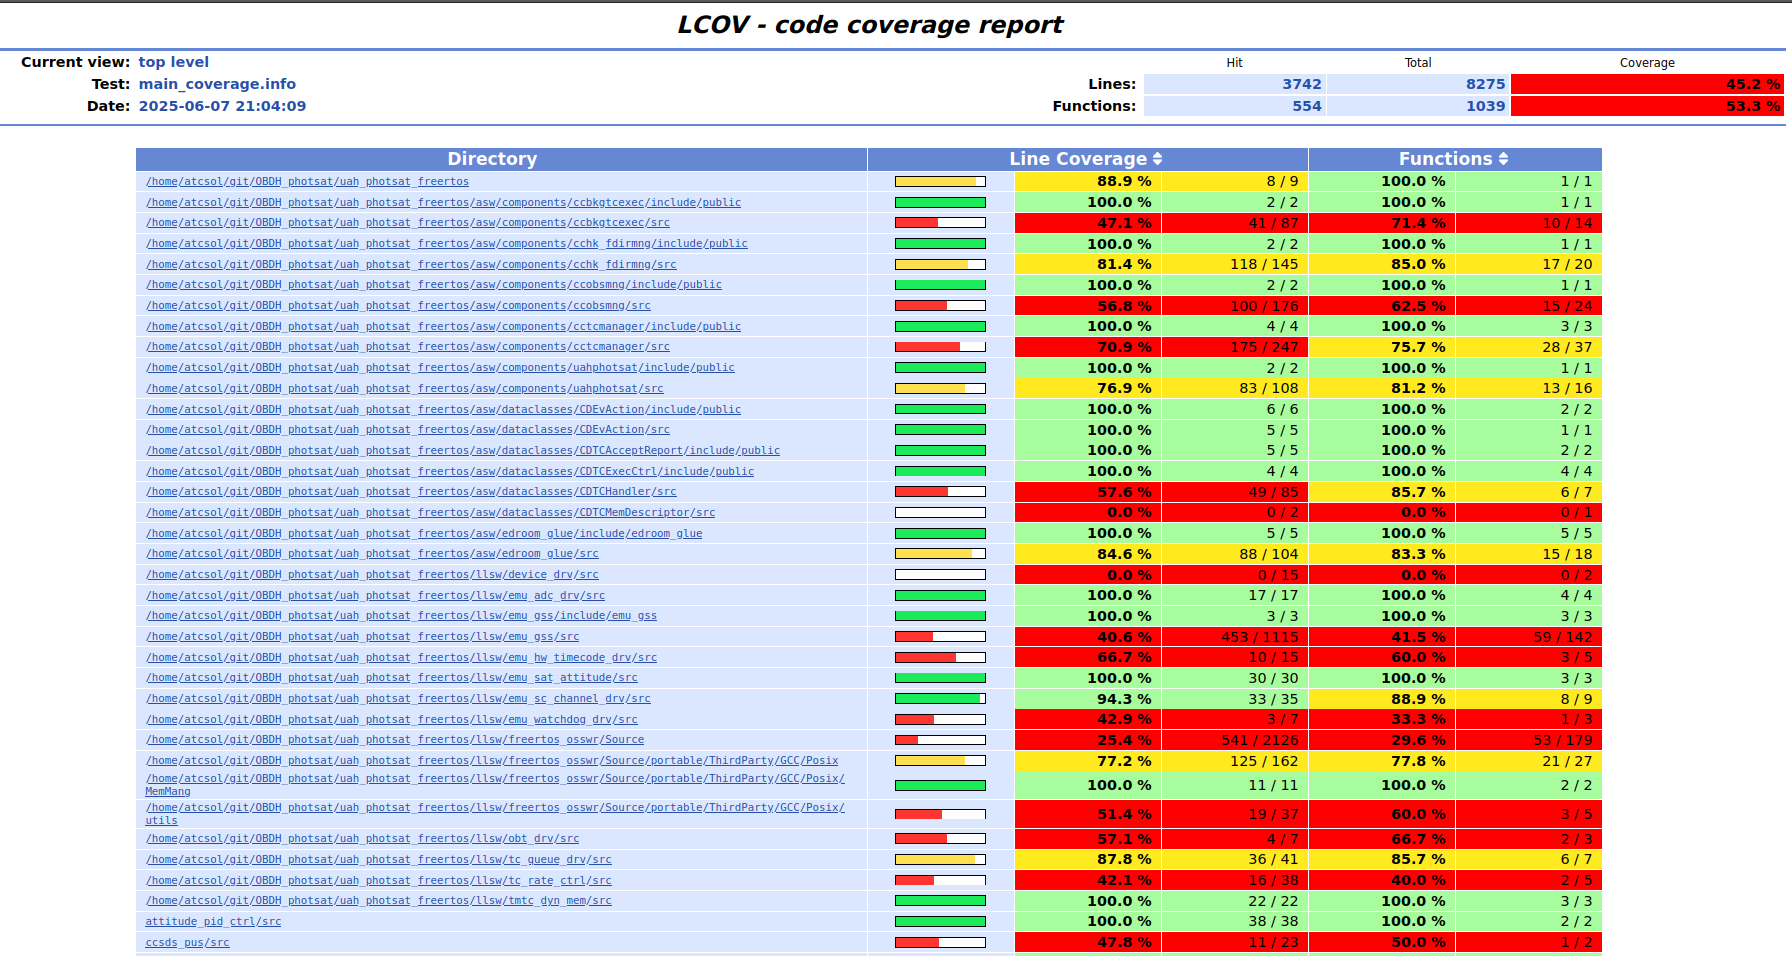 LCOV - code coverage report
Current view: top level
Hit Total Coverage
Test: main_coverage.info Lines: 3742 8275 45.2 %
Date: 2025-06-07 21:04:09 Functions: 554 1039 53.3 %
Directory Line Coverage Functions
/home/atcsol/git/OBDH_photsat/uah_photsat_freertos 88.9 % 8 / 9 100.0 % 1 / 1
/home/atcsol/git/OBDH_photsat/uah_photsat_freertos/asw/components/ccbkgtcexec/include/public 100.0 % 2 / 2 100.0 % 1 / 1
/home/atcsol/git/OBDH_photsat/uah_photsat_freertos/asw/components/ccbkgtcexec/src 47.1 % 41 / 87 71.4 % 10 / 14
/home/atcsol/git/OBDH_photsat/uah_photsat_freertos/asw/components/cchk_fdirmng/include/public 100.0 % 2 / 2 100.0 % 1 / 1
/home/atcsol/git/OBDH_photsat/uah_photsat_freertos/asw/components/cchk_fdirmng/src 81.4 % 118 / 145 85.0 % 17 / 20
/home/atcsol/git/OBDH_photsat/uah_photsat_freertos/asw/components/ccobsmng/include/public 100.0 % 2 / 2 100.0 % 1 / 1
/home/atcsol/git/OBDH_photsat/uah_photsat_freertos/asw/components/ccobsmng/src 56.8 % 100 / 176 62.5 % 15 / 24
/home/atcsol/git/OBDH_photsat/uah_photsat_freertos/asw/components/cctcmanager/include/public 100.0 % 4 / 4 100.0 % 3 / 3
/home/atcsol/git/OBDH_photsat/uah_photsat_freertos/asw/components/cctcmanager/src 70.9 % 175 / 247 75.7 % 28 / 37
/home/atcsol/git/OBDH_photsat/uah_photsat_freertos/asw/components/uahphotsat/include/public 100.0 % 2 / 2 100.0 % 1 / 1
/home/atcsol/git/OBDH_photsat/uah_photsat_freertos/asw/components/uahphotsat/src 76.9 % 83 / 108 81.2 % 13 / 16
/home/atcsol/git/OBDH_photsat/uah_photsat_freertos/asw/dataclasses/CDEvAction/include/public 100.0 % 6 / 6 100.0 % 2 / 2
/home/atcsol/git/OBDH_photsat/uah_photsat_freertos/asw/dataclasses/CDEvAction/src 100.0 % 5 / 5 100.0 % 1 / 1
/home/atcsol/git/OBDH_photsat/uah_photsat_freertos/asw/dataclasses/CDTCAcceptReport/include/public 100.0 % 5 / 5 100.0 % 2 / 2
/home/atcsol/git/OBDH_photsat/uah_photsat_freertos/asw/dataclasses/CDTCExecCtrl/include/public 100.0 % 4 / 4 100.0 % 4 / 4
/home/atcsol/git/OBDH_photsat/uah_photsat_freertos/asw/dataclasses/CDTCHandler/src 57.6 % 49 / 85 85.7 % 6 / 7
/home/atcsol/git/OBDH_photsat/uah_photsat_freertos/asw/dataclasses/CDTCMemDescriptor/src 0.0 % 0 / 2 0.0 % 0 / 1
/home/atcsol/git/OBDH_photsat/uah_photsat_freertos/asw/edroom_glue/include/edroom_glue 100.0 % 5 / 5 100.0 % 5 / 5
/home/atcsol/git/OBDH_photsat/uah_photsat_freertos/asw/edroom_glue/src 84.6 % 88 / 104 83.3 % 15 / 18
/home/atcsol/git/OBDH_photsat/uah_photsat_freertos/llsw/device_drv/src 0.0 % 0 / 15 0.0 % 0 / 2
/home/atcsol/git/OBDH_photsat/uah_photsat_freertos/llsw/emu_adc_drv/src 100.0 % 17 / 17 100.0 % 4 / 4
/home/atcsol/git/OBDH_photsat/uah_photsat_freertos/llsw/emu_gss/include/emu_gss 100.0 % 3 / 3 100.0 % 3 / 3
/home/atcsol/git/OBDH_photsat/uah_photsat_freertos/llsw/emu_gss/src 40.6 % 453 / 1115 41.5 % 59 / 142
/home/atcsol/git/OBDH_photsat/uah_photsat_freertos/llsw/emu_hw_timecode_drv/src 66.7 % 10 / 15 60.0 % 3 / 5
/home/atcsol/git/OBDH_photsat/uah_photsat_freertos/llsw/emu_sat_attitude/src 100.0 % 30 / 30 100.0 % 3 / 3
/home/atcsol/git/OBDH_photsat/uah_photsat_freertos/llsw/emu_sc_channel_drv/src 94.3 % 33 / 35 88.9 % 8 / 9
/home/atcsol/git/OBDH_photsat/uah_photsat_freertos/llsw/emu_watchdog_drv/src 42.9 % 3 / 7 33.3 % 1 / 3
/home/atcsol/git/OBDH_photsat/uah_photsat_freertos/llsw/freertos_osswr/Source 25.4 % 541 / 2126 29.6 % 53 / 179
/home/atcsol/git/OBDH_photsat/uah_photsat_freertos/llsw/freertos_osswr/Source/portable/ThirdParty/GCC/Posix 77.2 % 125 / 162 77.8 % 21 / 27
/home/atcsol/git/OBDH_photsat/uah_photsat_freertos/llsw/freertos_osswr/Source/portable/ThirdParty/GCC/Posix/
MemMang 100.0 % 11 / 11 100.0 % 2 / 2
/home/atcsol/git/OBDH_photsat/uah_photsat_freertos/llsw/freertos_osswr/Source/portable/ThirdParty/GCC/Posix/
utils 51.4 % 19 / 37 60.0 % 3 / 5
/home/atcsol/git/OBDH_photsat/uah_photsat_freertos/llsw/obt_drv/src 57.1 % 4 / 7 66.7 % 2 / 3
/home/atcsol/git/OBDH_photsat/uah_photsat_freertos/llsw/tc_queue_drv/src 87.8 % 36 / 41 85.7 % 6 / 7
/home/atcsol/git/OBDH_photsat/uah_photsat_freertos/llsw/tc_rate_ctrl/src 42.1 % 16 / 38 40.0 % 2 / 5
/home/atcsol/git/OBDH_photsat/uah_photsat_freertos/llsw/tmtc_dyn_mem/src 100.0 % 22 / 22 100.0 % 3 / 3
attitude_pid_ctrl/src 100.0 % 38 / 38 100.0 % 2 / 2
ccsds_pus/src 47.8 % 11 / 23 50.0 % 1 / 2